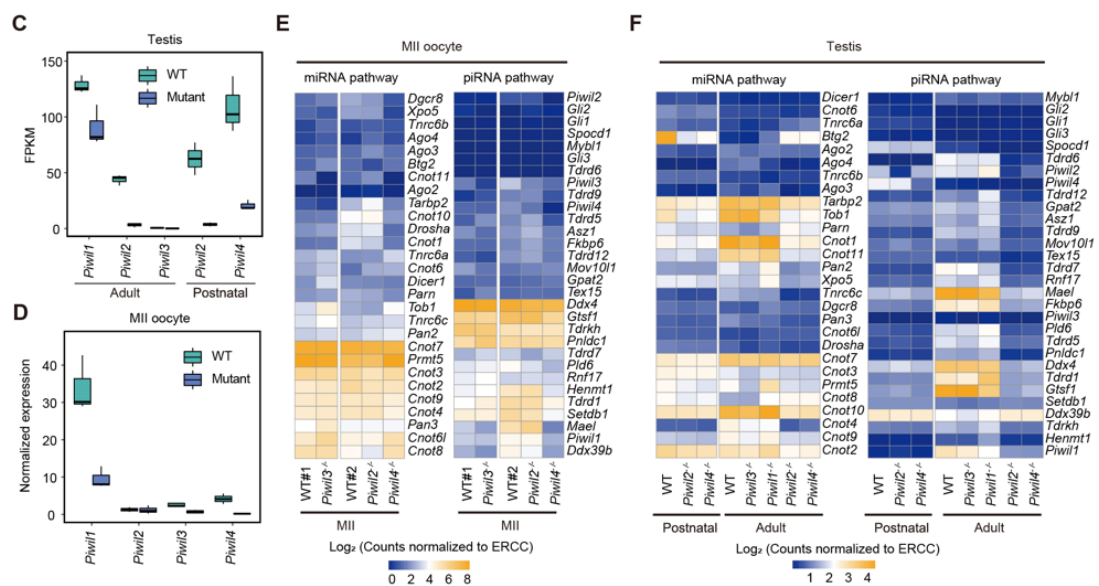 C
Testis
WT
Mutant
FPKM
150
100
50
0
Piwil1
Piwil2
Piwil3
Piwil2
Piwil4
Adult
Postnatal
D
MII oocyte
WT
Mutant
Normalized expression
40
30
20
10
0
Piwil1
Piwil2
Piwil3
Piwil4
E
MII oocyte
miRNA pathway
Dgcr8
Xpo5
Tnrc6b
Ago4
Ago3
Btg2
Cnot11
Ago2
Tarbp2
Cnot10
Drosha
Cnot1
Tnrc6a
Cnot6
Dicer1
Parn
Tob1
Tnrc6c
Pan2
Cnot7
Prmt5
Cnot3
Cnot2
Cnot9
Cnot4
Pan3
Cnot6l
Cnot8
WT#1
Piwil3-/-
WT#2
Piwil2-/-
Piwil4-/-
MII
piRNA pathway
Piwil2
Gli2
Gli1
Spocd1
Mybl1
Gli3
Tdrd6
Piwil3
Tdrd9
Piwil4
Tdrd5
Asz1
Fkbp6
Tdrd12
Mov10l1
Gpat2
Tex15
Ddx4
Gtsf1
Tdrkh
Pnldc1
Tdrd7
Pld6
Rnf17
Henmt1
Tdrd1
Setdb1
Mael
Piwil1
Ddx39b
WT#1
Piwil3-/-
WT#2
Piwil2-/-
Piwil4-/-
MII
Log₂ (Counts normalized to ERCC)
0 2 4 6 8
F
Testis
miRNA pathway
Dicer1
Cnot6
Tnrc6a
Btg2
Ago2
Ago4
Tnrc6b
Ago3
Tarbp2
Tob1
Parn
Cnot1
Cnot11
Pan2
Xpo5
Tnrc6c
Dgcr8
Pan3
Cnot6l
Drosha
Cnot7
Cnot3
Prmt5
Cnot8
Cnot10
Cnot4
Cnot9
Cnot2
WT
Piwil2-/-
Piwil4-/-
WT
Piwil3-/-
Piwil1-/-
Piwil2-/-
Piwil4-/-
Postnatal
Adult
piRNA pathway
Mybl1
Gli2
Gli1
Gli3
Spocd1
Tdrd6
Piwil2
Piwil4
Tdrd12
Gpat2
Asz1
Tdrd9
Mov10l1
Tex15
Tdrd7
Rnf17
Mael
Fkbp6
Piwil3
Pld6
Tdrd5
Pnldc1
Ddx4
Tdrd1
Gtsf1
Setdb1
Ddx39b
Tdrkh
Henmt1
Piwil1
WT
Piwil2-/-
Piwil4-/-
WT
Piwil3-/-
Piwil1-/-
Piwil2-/-
Piwil4-/-
Postnatal
Adult
Log₂ (Counts normalized to ERCC)
1 2 3 4